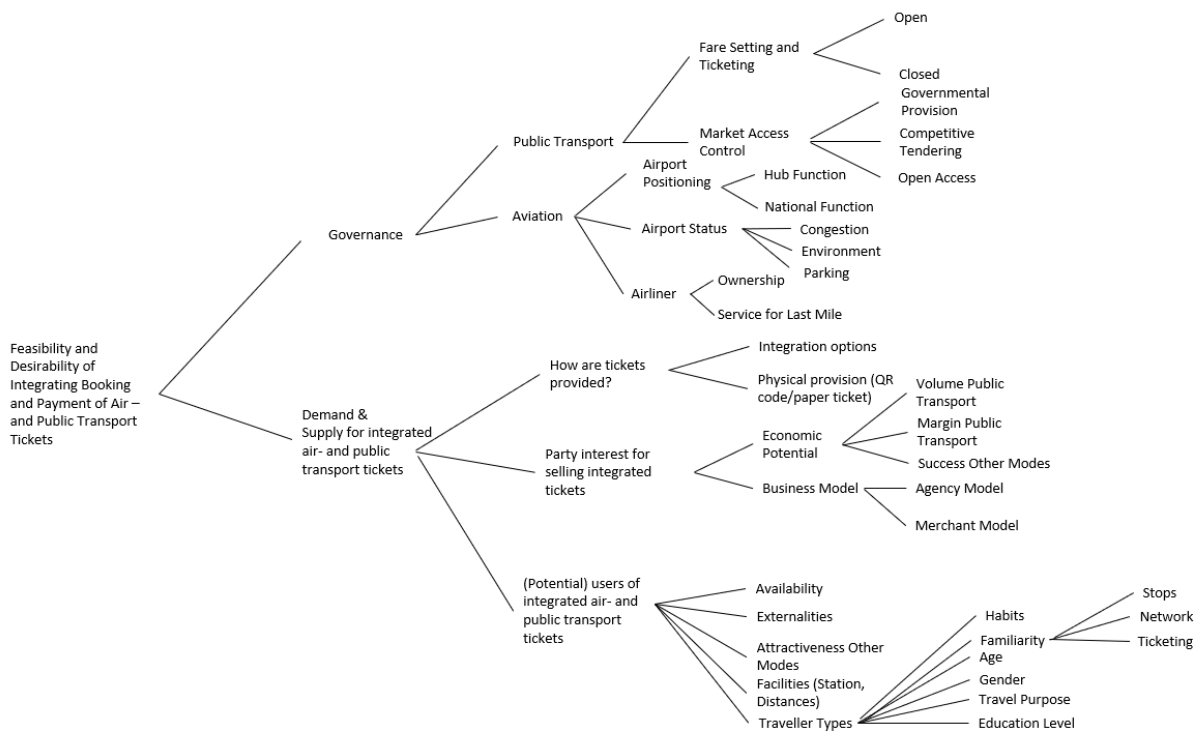 Feasibility and
Desirability of
Integrating Booking
and Payment of Air –
and Public Transport
Tickets
Governance
Public Transport
Fare Setting and
Ticketing
Open
Closed
Market Access
Control
Governmental
Provision
Competitive
Tendering
Open Access
Aviation
Airport
Positioning
Hub Function
National Function
Airport Status
Congestion
Environment
Parking
Airliner
Ownership
Service for Last Mile
Demand &
Supply for integrated
air- and public
transport tickets
How are tickets
provided?
Integration options
Physical provision (QR
code/paper ticket)
Party interest for
selling integrated
tickets
Economic
Potential
Volume Public
Transport
Margin Public
Transport
Success Other Modes
Business Model
Agency Model
Merchant Model
(Potential) users of
integrated air- and
public transport
tickets
Availability
Externalities
Attractiveness Other
Modes
Facilities (Station,
Distances)
Traveller Types
Habits
Familiarity
Stops
Network
Ticketing
Age
Gender
Travel Purpose
Education Level